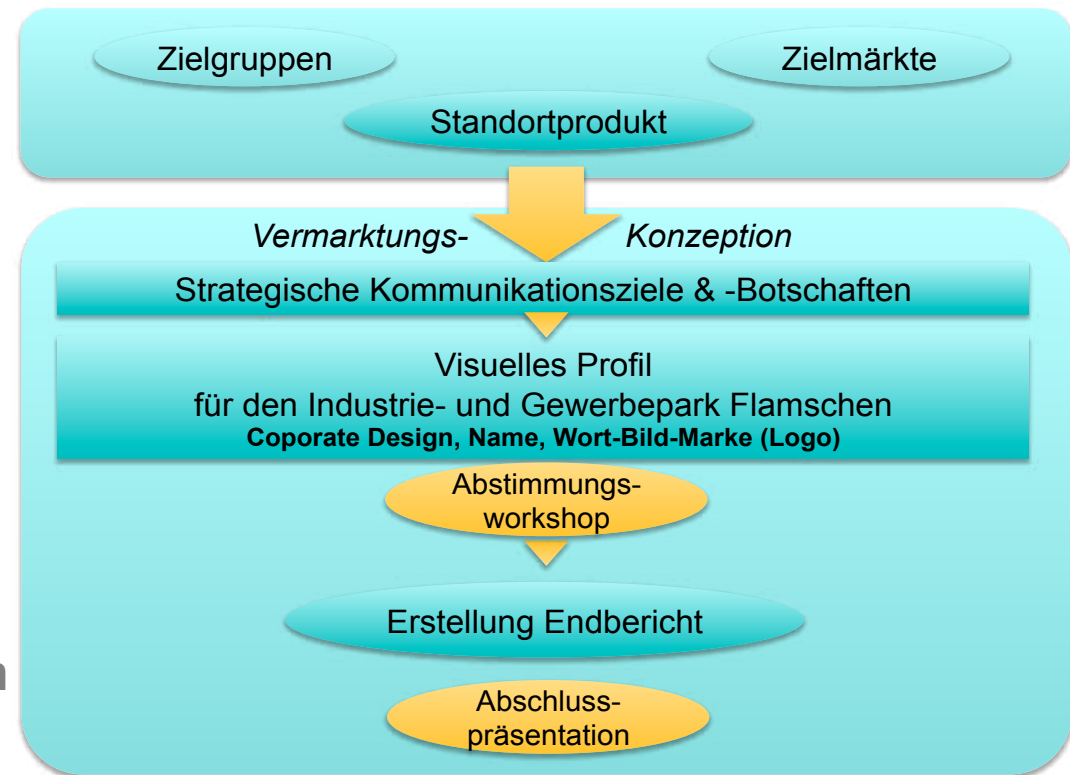 Zielgruppen
Zielmärkte
Standortprodukt
Vermarktungs- Konzeption
Strategische Kommunikationsziele & -Botschaften
Visuelles Profil
für den Industrie- und Gewerbepark Flamschen
Coporate Design, Name, Wort-Bild-Marke (Logo)
Abstimmungs-
workshop
Erstellung Endbericht
n
Abschluss-
präsentation